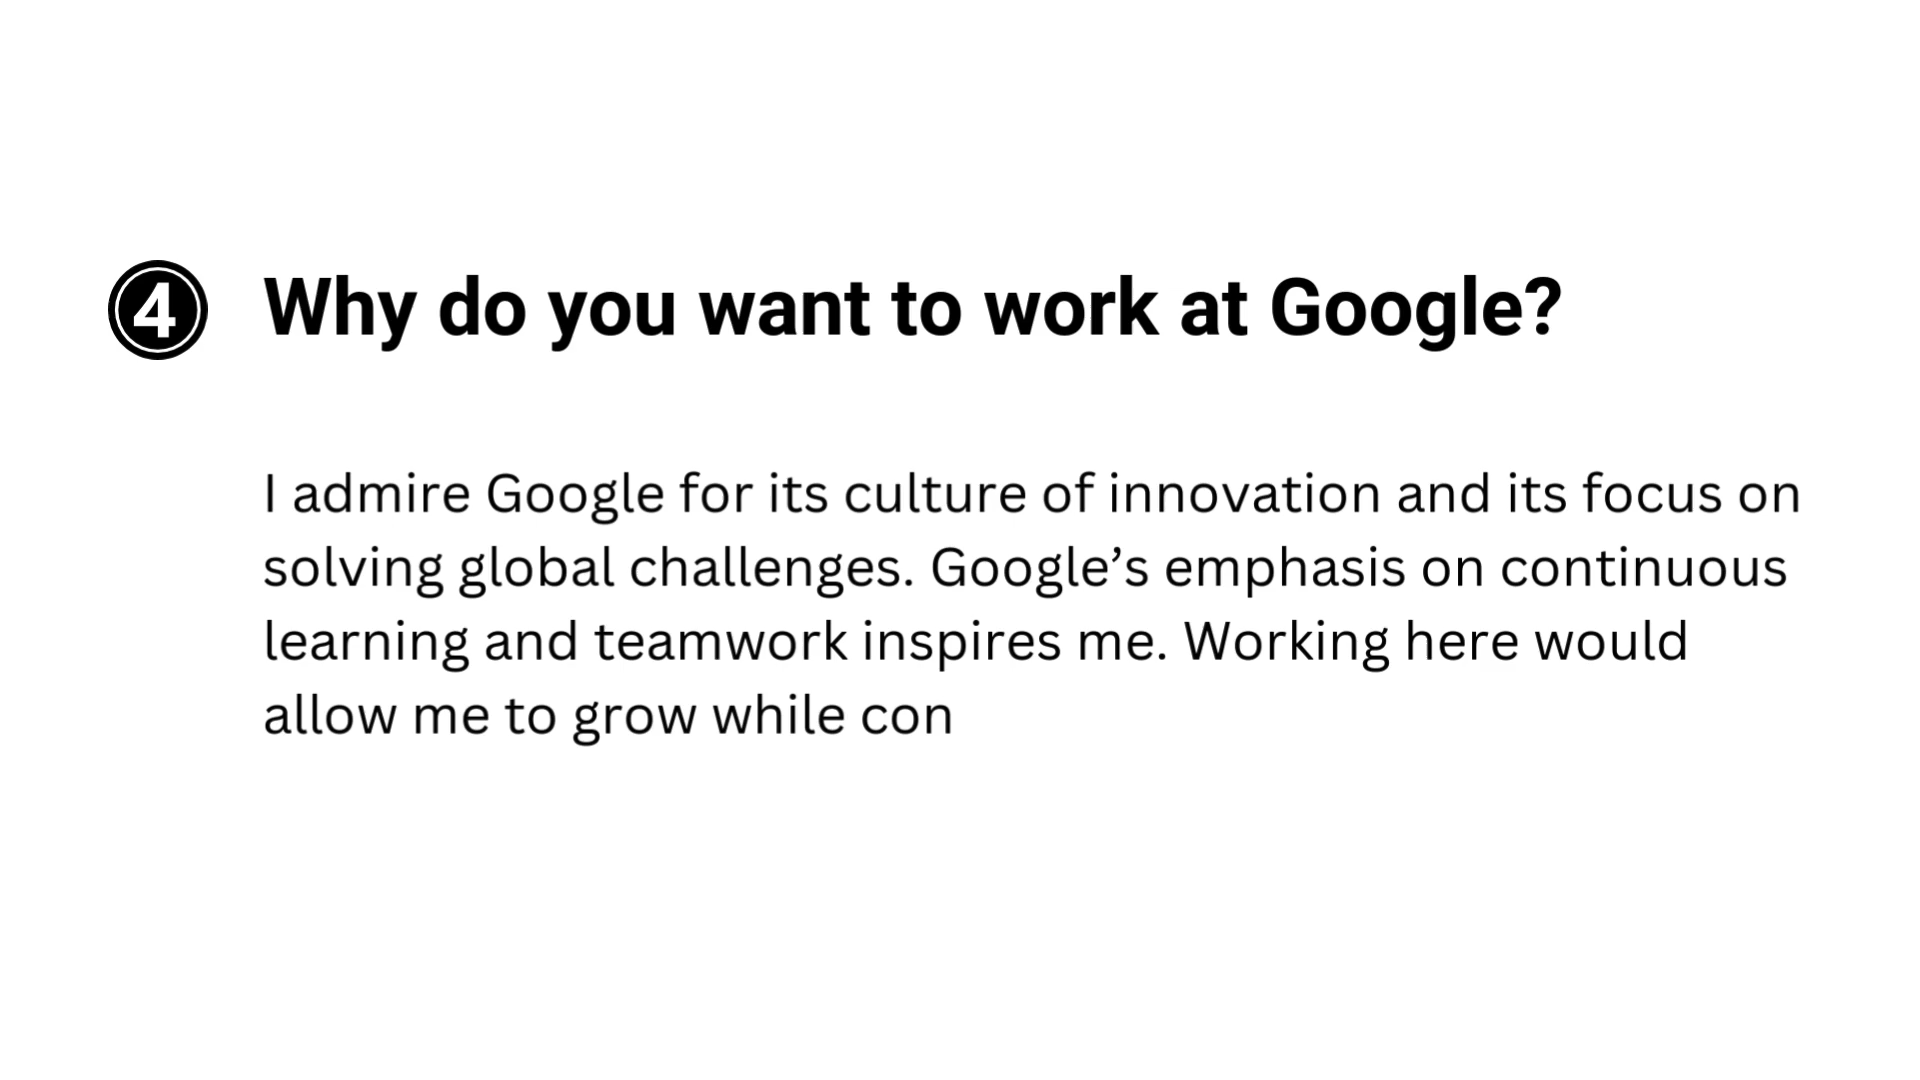 4 Why do you want to work at Google?
I admire Google for its culture of innovation and its focus on
solving global challenges. Google’s emphasis on continuous
learning and teamwork inspires me. Working here would
allow me to grow while con